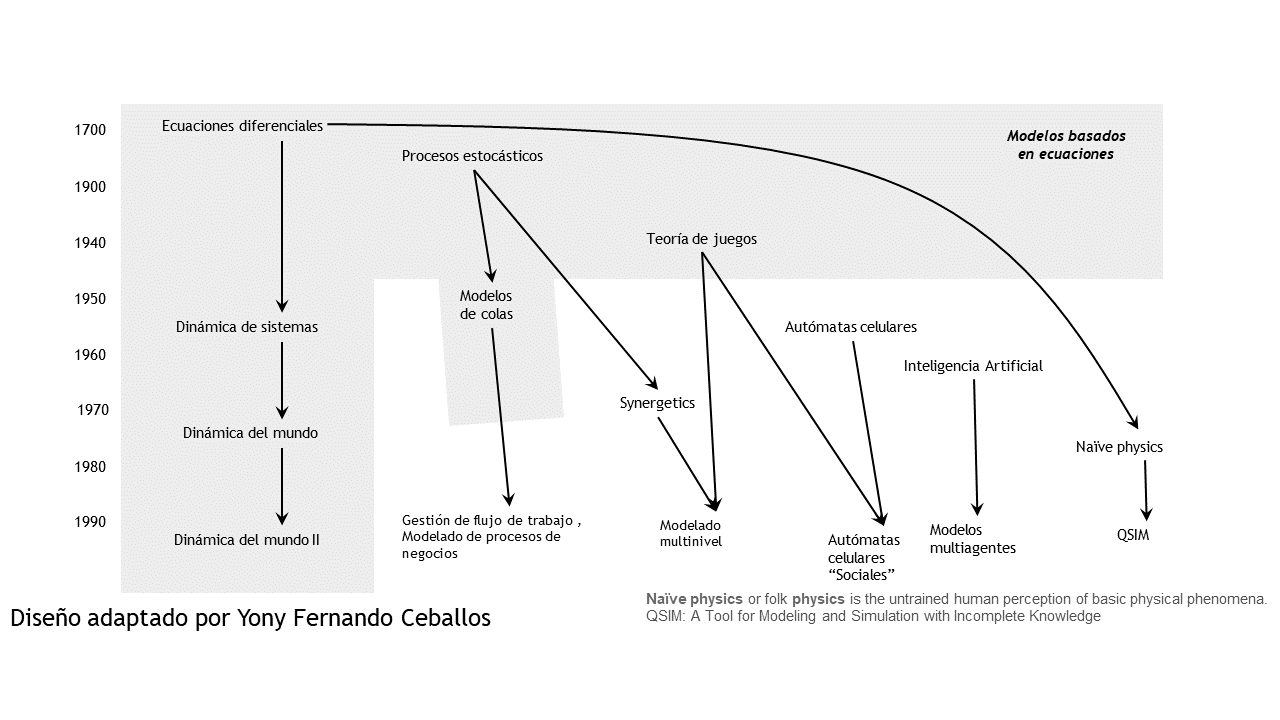 1700
Ecuaciones diferenciales
Modelos basados
en ecuaciones
Procesos estocásticos
1900
1940
Teoría de juegos
1950
Modelos
de colas
Dinámica de sistemas
Autómatas celulares
1960
Inteligencia Artificial
1970
Synergetics
Dinámica del mundo
Naïve physics
1980
1990
Gestión de flujo de trabajo ,
Modelado de procesos de
negocios
Modelado
multinivel
Modelos
multiagentes
QSIM
Dinámica del mundo II
Autómatas
celulares
“Sociales”
Naïve physics or folk physics is the untrained human perception of basic physical phenomena.
QSIM: A Tool for Modeling and Simulation with Incomplete Knowledge
Diseño adaptado por Yony Fernando Ceballos